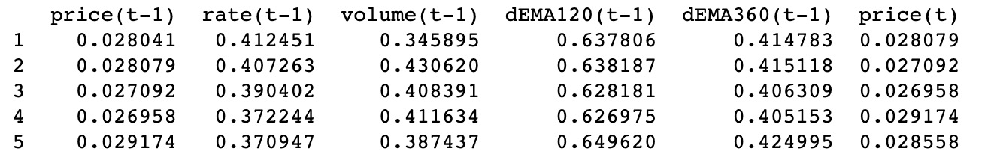 price(t-1) rate(t-1) volume(t-1) dEMA120(t-1) dEMA360(t-1) price(t)
1 0.028041 0.412451 0.345895 0.637806 0.414783 0.028079
2 0.028079 0.407263 0.430620 0.638187 0.415118 0.027092
3 0.027092 0.390402 0.408391 0.628181 0.406309 0.026958
4 0.026958 0.372244 0.411634 0.626975 0.405153 0.029174
5 0.029174 0.370947 0.387437 0.649620 0.424995 0.028558